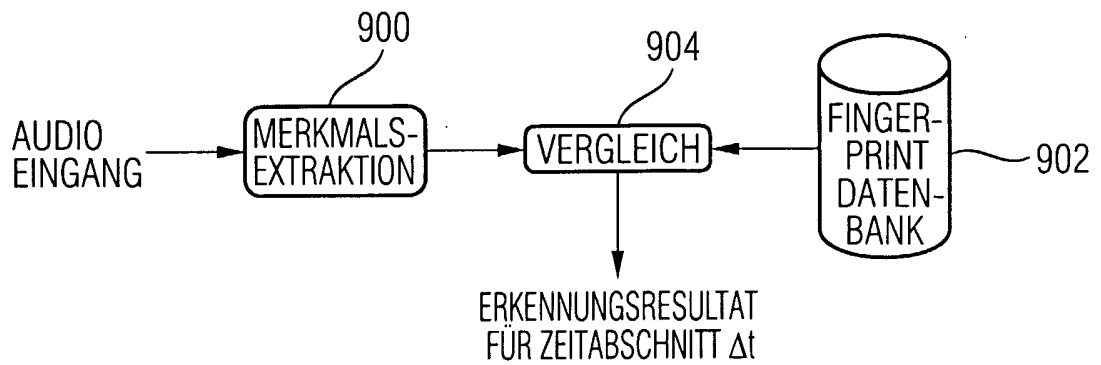 900
904
902
AUDIO
EINGANG
MERKMALS-
EXTRAKTION
VERGLEICH
FINGER-
PRINT
DATEN-
BANK
ERKENNUNGSRESULTAT
FÜR ZEITABSCHNITT Δt